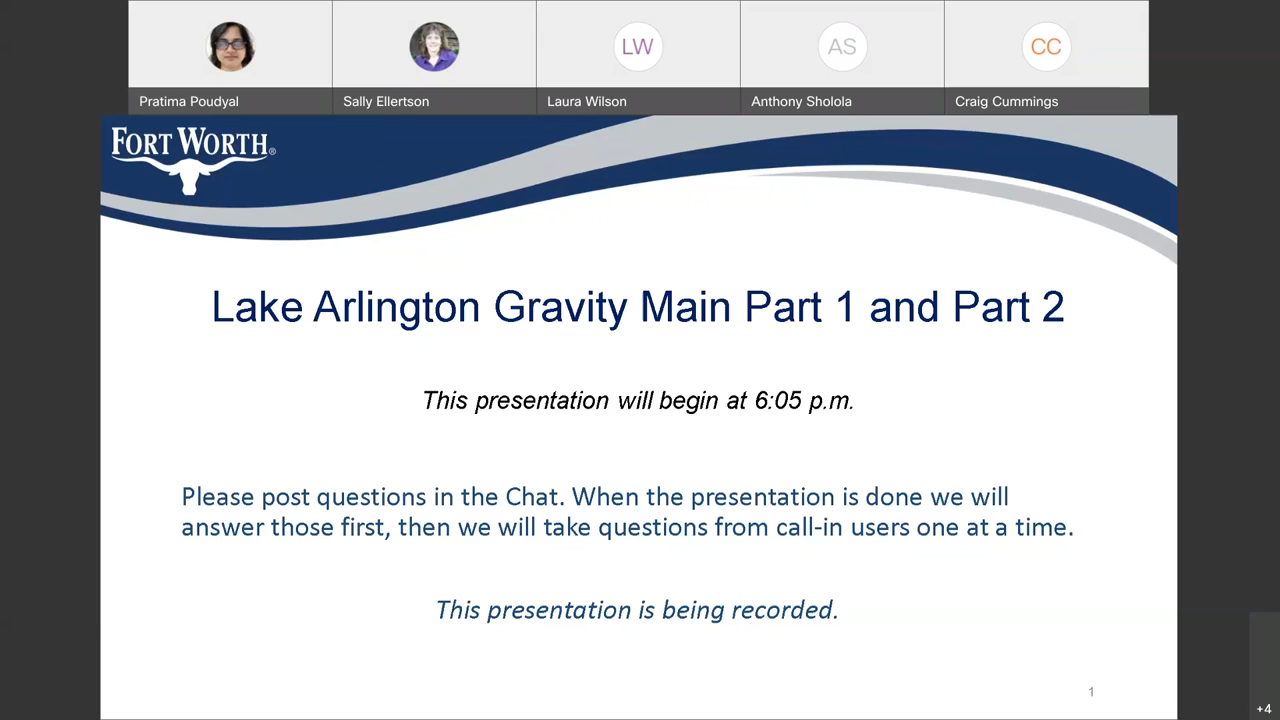 LW
AS
CC
Pratima Poudyal
Sally Ellertson
Laura Wilson
Anthony Sholola
Craig Cummings
FORT WORTH®
Lake Arlington Gravity Main Part 1 and Part 2
This presentation will begin at 6:05 p.m.
Please post questions in the Chat. When the presentation is done we will
answer those first, then we will take questions from call-in users one at a time.
This presentation is being recorded.
1
+4